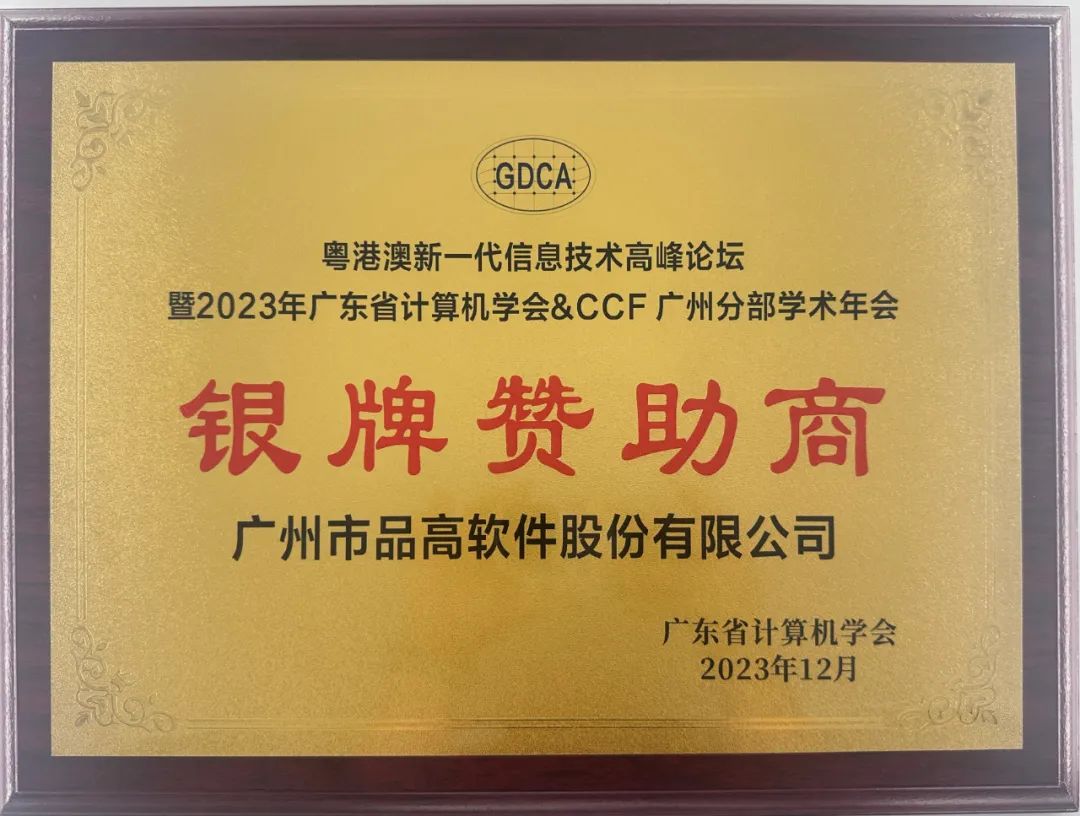 GDCA
粤港澳新一代信息技术高峰论坛
暨2023年广东省计算机学会&CCF 广州分部学术年会
银牌赞助商
广州市品高软件股份有限公司
广东省计算机学会
2023年12月